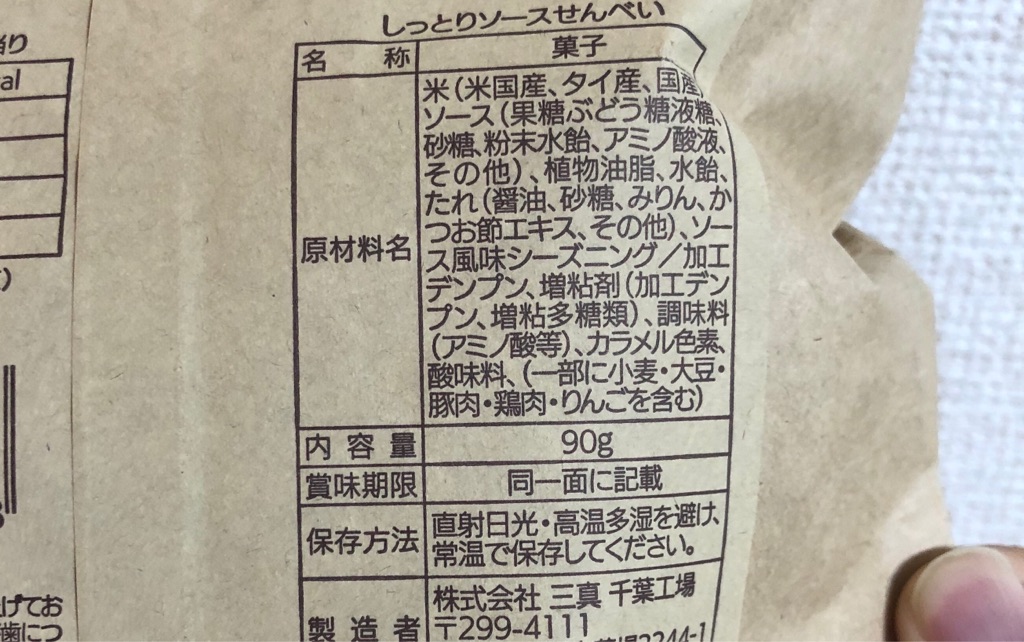 しっとりソースせんべい
名 称
菓子
原材料名
米（米国産、タイ産、国産）
ソース（果糖ぶどう糖液糖、
砂糖、粉末水飴、アミノ酸液、
その他）、植物油脂、水飴、
たれ（醤油、砂糖、みりん、か
つお節エキス、その他）、ソー
ス風味シーズニング／加工
デンプン、増粘剤（加工デン
プン、増粘多糖類）、調味料
（アミノ酸等）、カラメル色素、
酸味料、（一部に小麦・大豆・
豚肉・鶏肉・りんごを含む）
内 容 量
90g
賞味期限
同一面に記載
保存方法
直射日光・高温多湿を避け、
常温で保存してください。
製 造 者
株式会社 三真 千葉工場
〒299-4111
2244-1